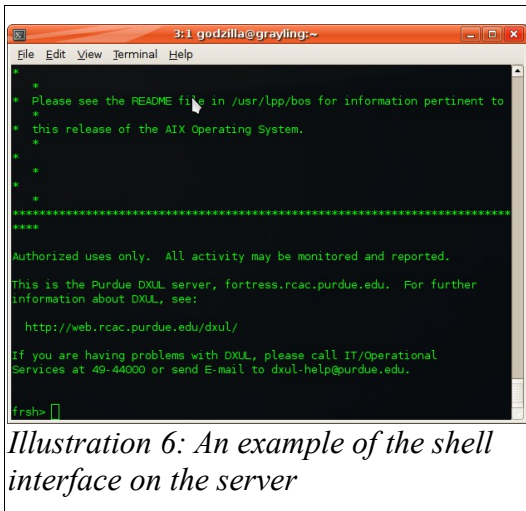 3:1 godzilla@grayling:~
File Edit View Terminal Help
*
*
* Please see the README file in /usr/lpp/bos for information pertinent to
*
* this release of the AIX Operating System.
*
*
*
*
*
*******************************************************************************
****
Authorized uses only. All activity may be monitored and reported.
This is the Purdue DXUL server, fortress.rcac.purdue.edu. For further
information about DXUL, see:
http://web.rcac.purdue.edu/dxul/
If you are having problems with DXUL, please call IT/Operational
Services at 49-44000 or send E-mail to dxul-help@purdue.edu.
frsh>
Illustration 6: An example of the shell
interface on the server